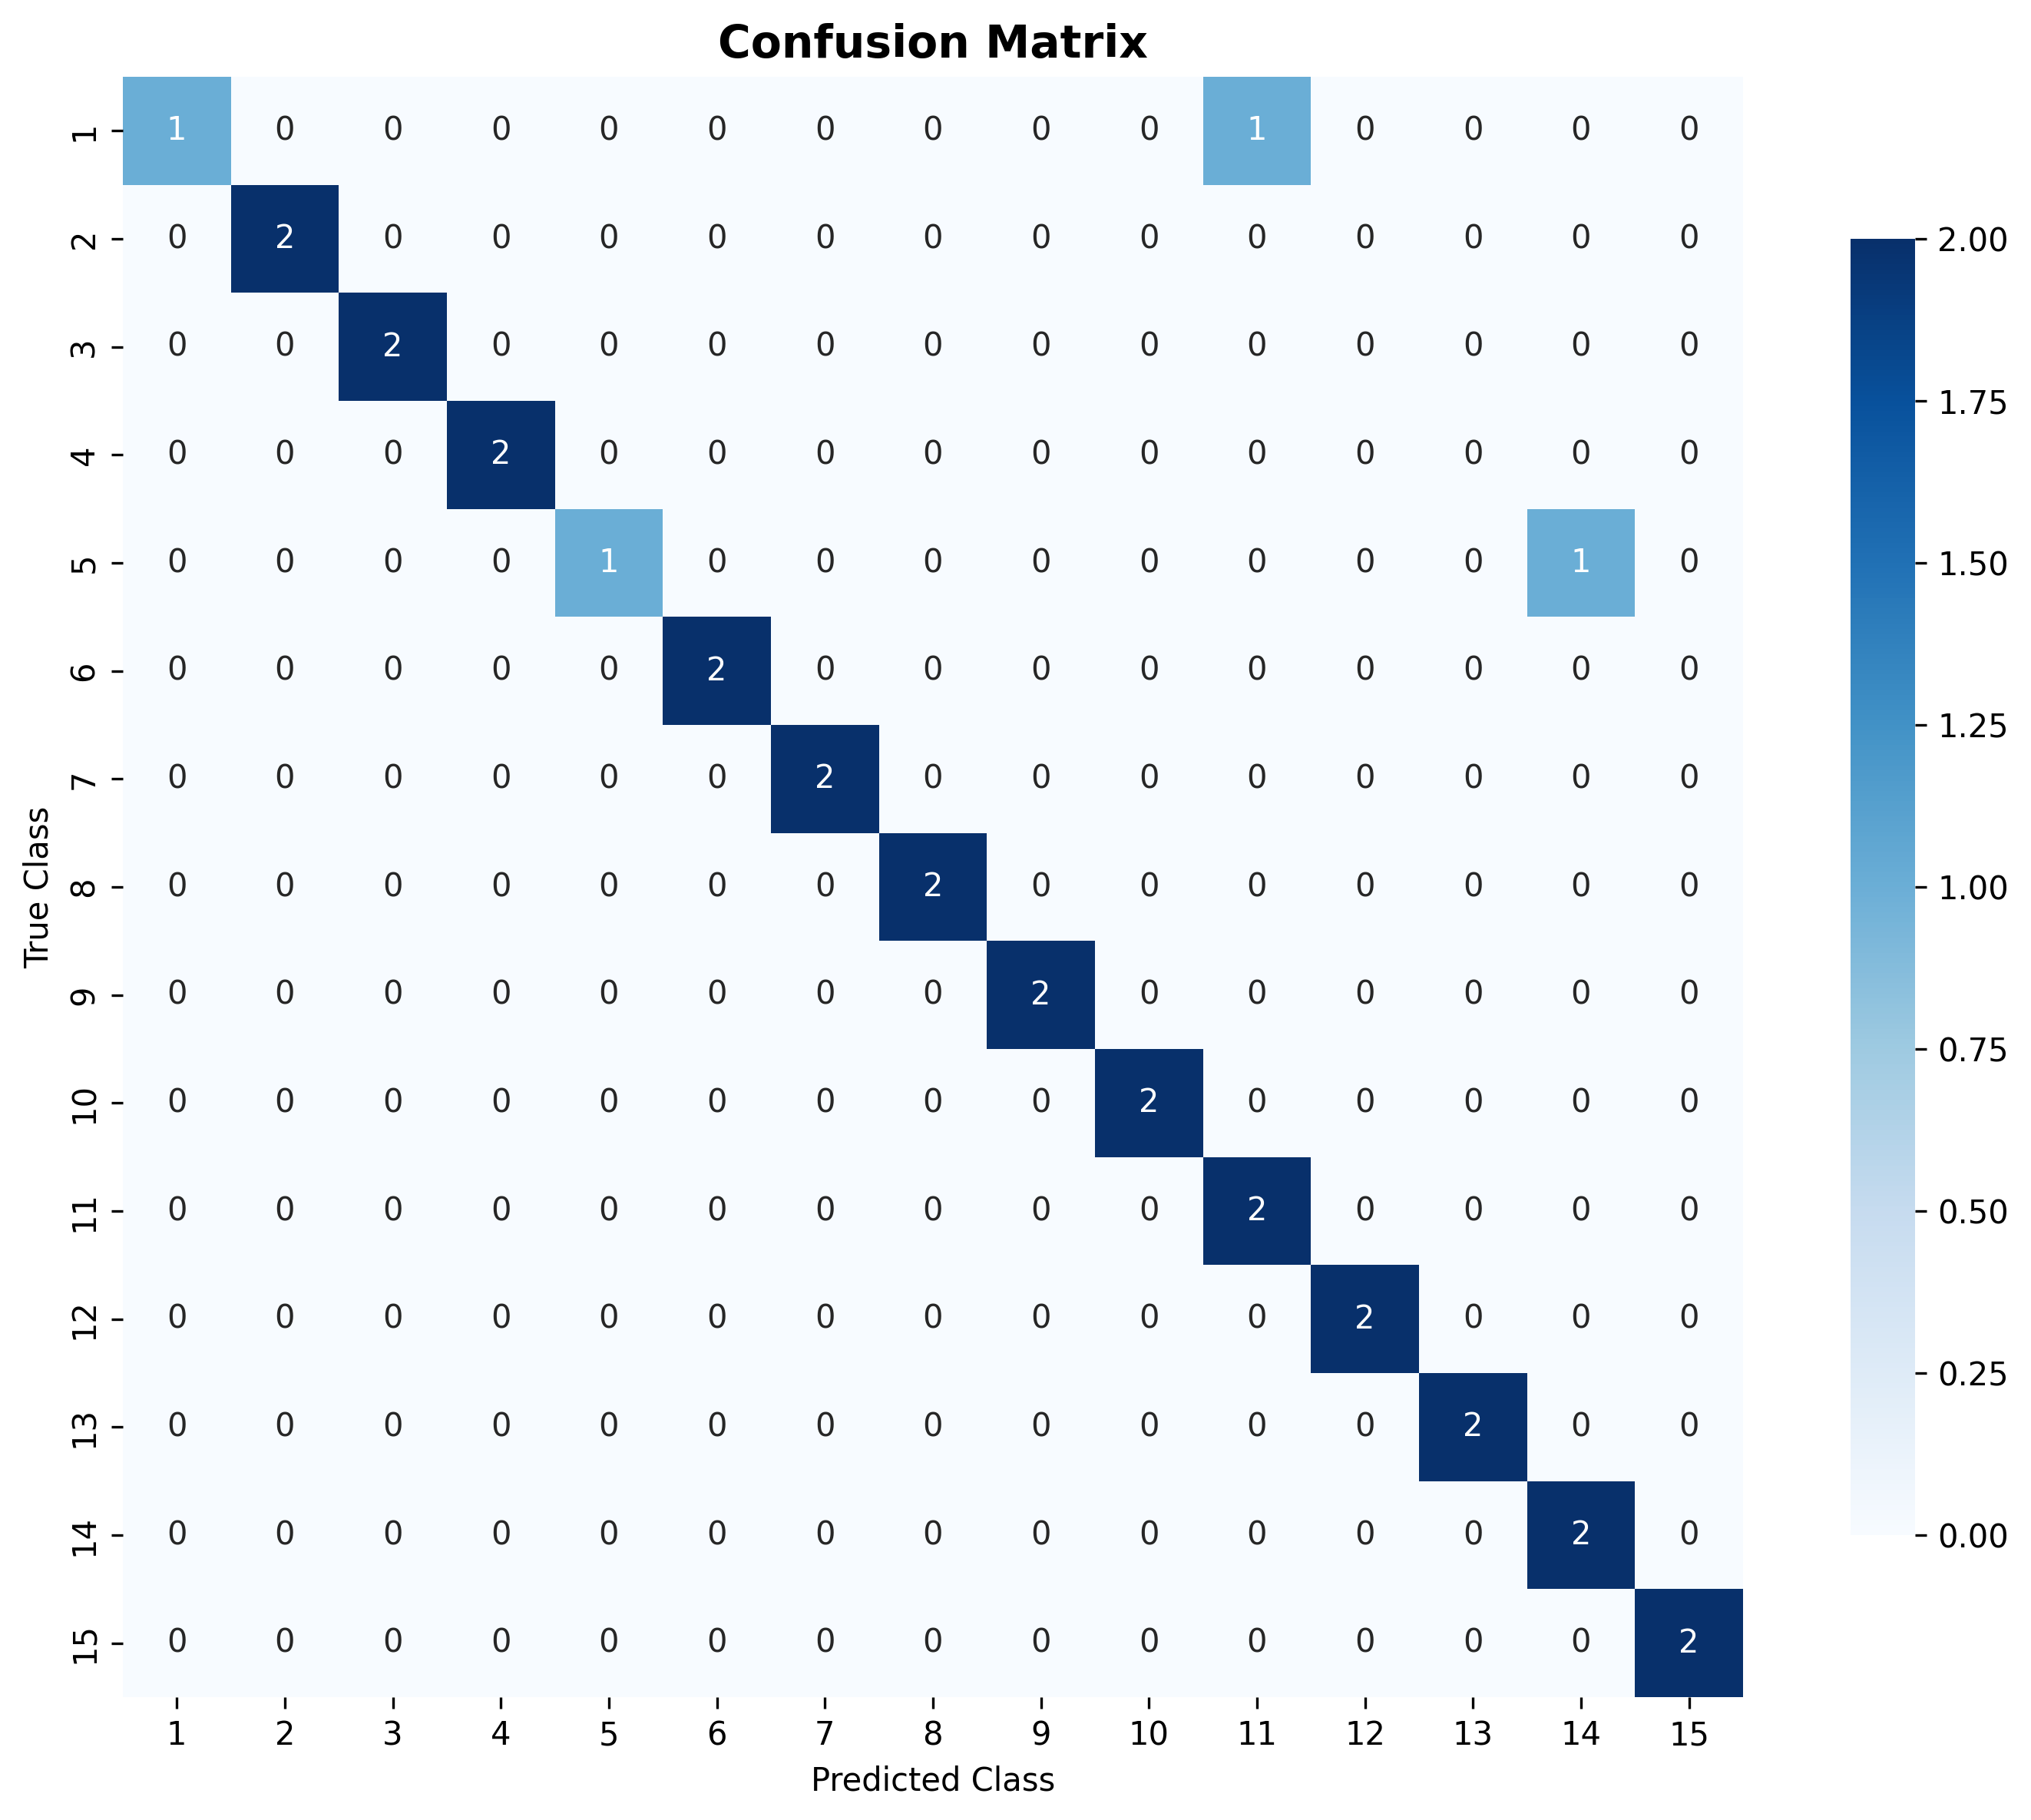 Confusion Matrix
1 1 0 0 0 0 0 0 0 0 0 1 0 0 0 0
2 0 2 0 0 0 0 0 0 0 0 0 0 0 0 0
3 0 0 2 0 0 0 0 0 0 0 0 0 0 0 0
4 0 0 0 2 0 0 0 0 0 0 0 0 0 0 0
5 0 0 0 0 1 0 0 0 0 0 0 0 0 1 0
6 0 0 0 0 0 2 0 0 0 0 0 0 0 0 0
7 0 0 0 0 0 0 2 0 0 0 0 0 0 0 0
8 0 0 0 0 0 0 0 2 0 0 0 0 0 0 0
9 0 0 0 0 0 0 0 0 2 0 0 0 0 0 0
10 0 0 0 0 0 0 0 0 0 2 0 0 0 0 0
11 0 0 0 0 0 0 0 0 0 0 2 0 0 0 0
12 0 0 0 0 0 0 0 0 0 0 0 2 0 0 0
13 0 0 0 0 0 0 0 0 0 0 0 0 2 0 0
14 0 0 0 0 0 0 0 0 0 0 0 0 0 2 0
15 0 0 0 0 0 0 0 0 0 0 0 0 0 0 2
1 2 3 4 5 6 7 8 9 10 11 12 13 14 15
Predicted Class
True Class
2.00
1.75
1.50
1.25
1.00
0.75
0.50
0.25
0.00